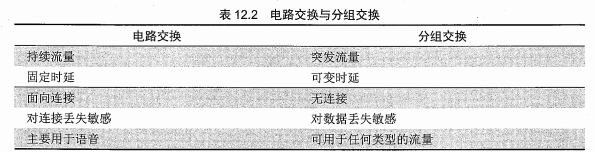 表 12.2 电路交换与分组交换
电路交换 分组交换
持续流量 突发流量
固定时延 可变时延
面向连接 无连接
对连接丢失敏感 对数据丢失敏感
主要用于语音 可用于任何类型的流量